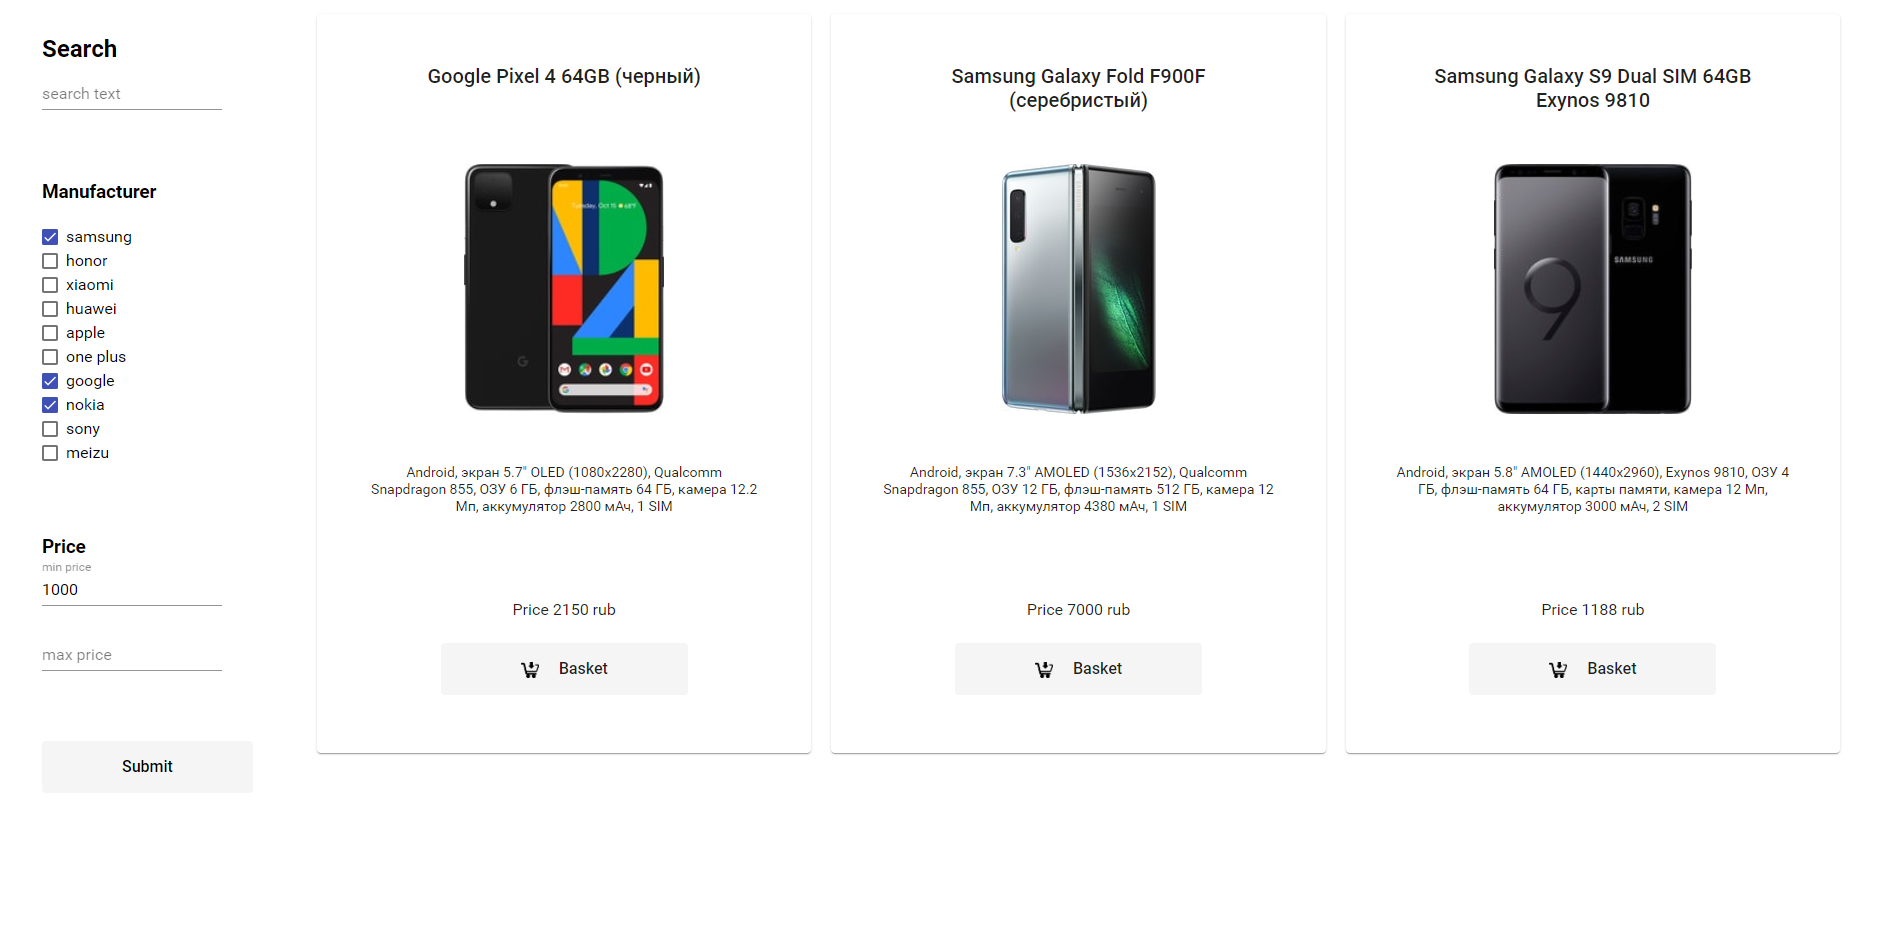 Search
search text
Manufacturer
samsung
honor
xiaomi
huawei
apple
one plus
google
nokia
sony
meizu
Price
min price
1000
max price
Submit
Google Pixel 4 64GB (черный)
Tuesday, Oct 15 68°F
Android, экран 5.7" OLED (1080x2280), Qualcomm
Snapdragon 855, ОЗУ 6 ГБ, флэш-память 64 ГБ, камера 12.2
Мп, аккумулятор 2800 мАч, 1 SIM
Price 2150 rub
Basket
Samsung Galaxy Fold F900F
(серебристый)
Android, экран 7.3" AMOLED (1536x2152), Qualcomm
Snapdragon 855, ОЗУ 12 ГБ, флэш-память 512 ГБ, камера 12
Мп, аккумулятор 4380 мАч, 1 SIM
Price 7000 rub
Basket
Samsung Galaxy S9 Dual SIM 64GB
Exynos 9810
9
SAMSUNG
Android, экран 5.8" AMOLED (1440x2960), Exynos 9810, ОЗУ 4
ГБ, флэш-память 64 ГБ, карты памяти, камера 12 Мп,
аккумулятор 3000 мАч, 2 SIM
Price 1188 rub
Basket